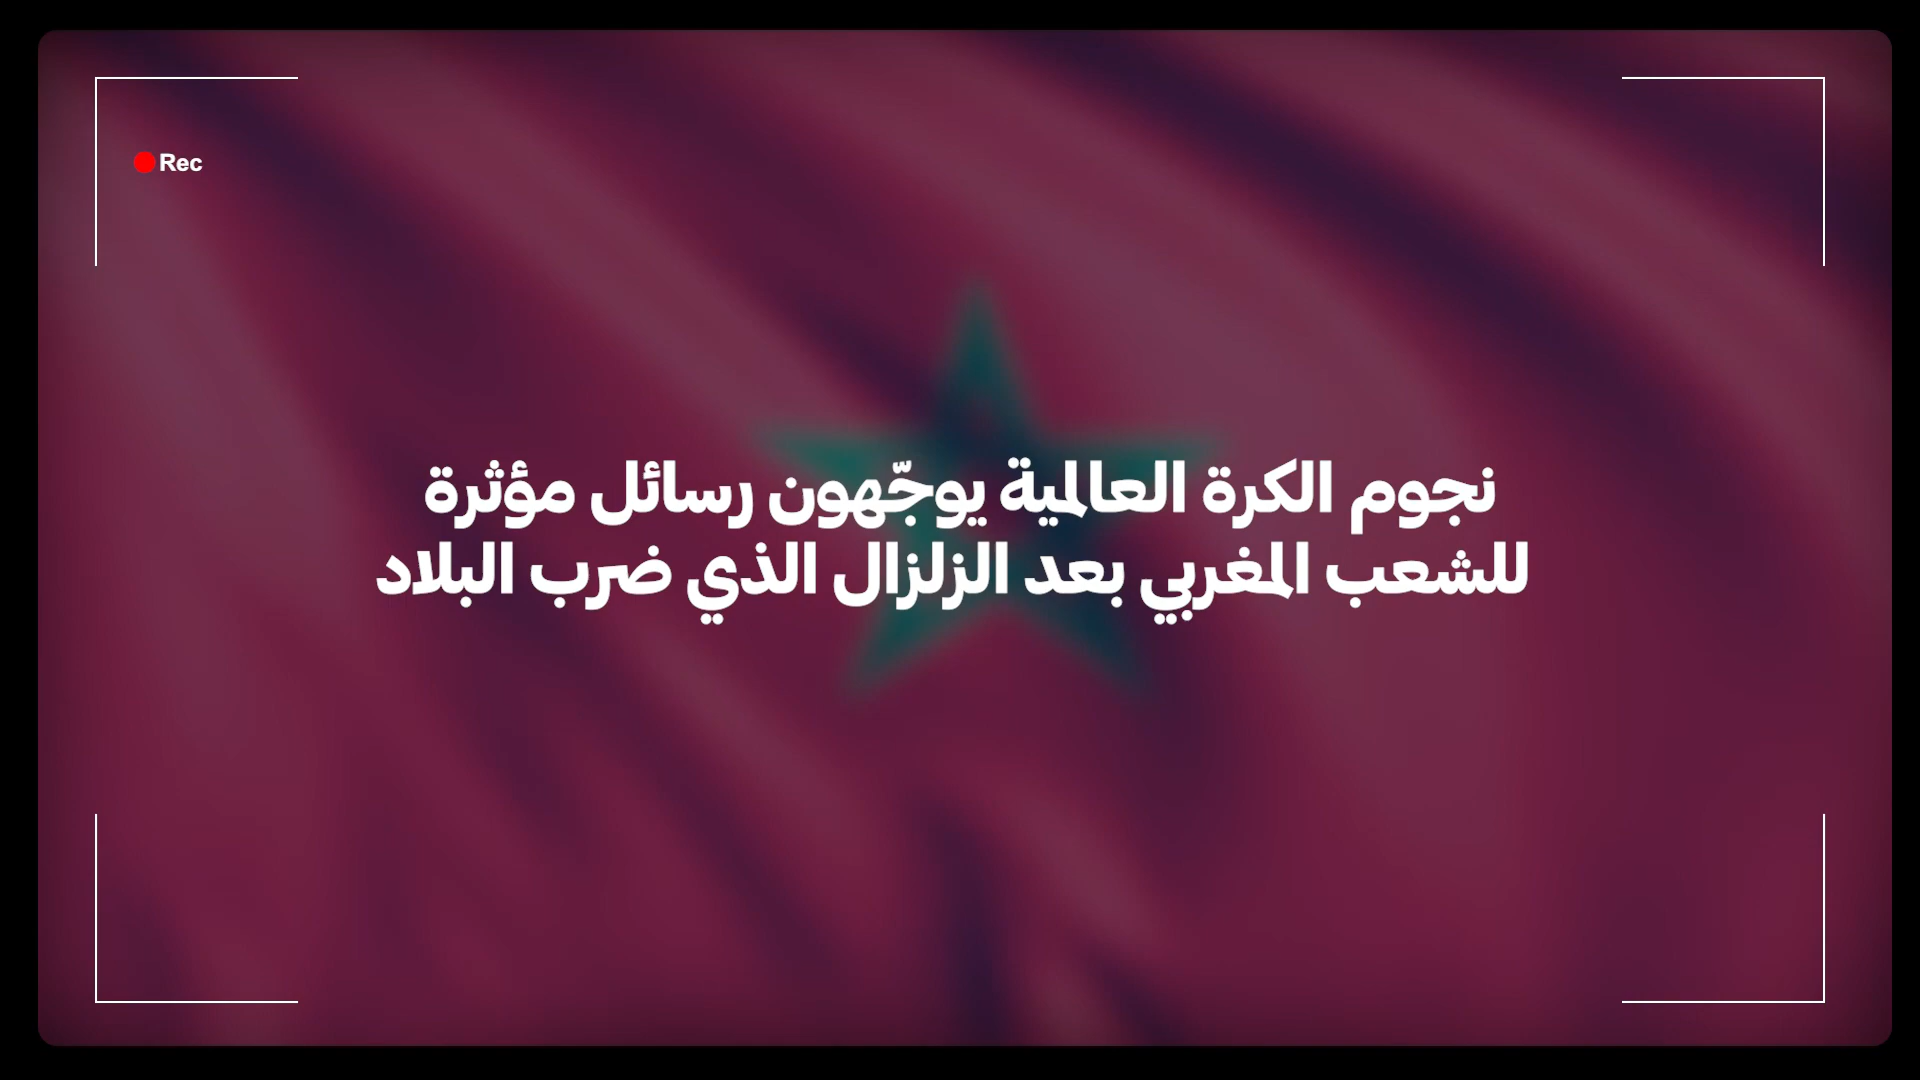 Rec
نجوم الكرة العالمية يوجّهون رسائل مؤثرة
للشعب المغربي بعد الزلزال الذي ضرب البلاد